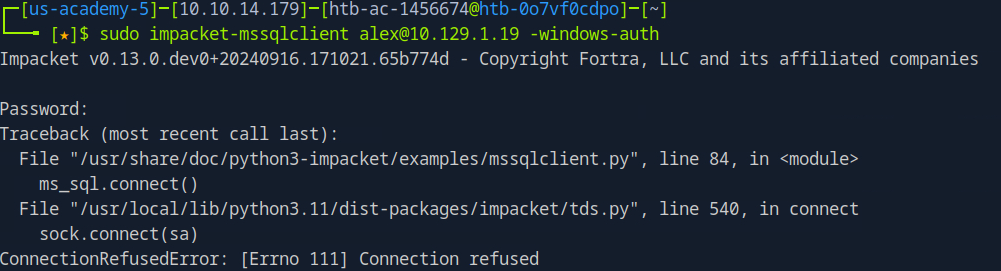 ┌─[us-academy-5]─[10.10.14.179]─[htb-ac-1456674@htb-0o7vf0cdpo]─[~]
└──╼ [★]$ sudo impacket-mssqlclient alex@10.129.1.19 -windows-auth
Impacket v0.13.0.dev0+20240916.171021.65b774d - Copyright Fortra, LLC and its affiliated companies

Password:
Traceback (most recent call last):
  File "/usr/share/doc/python3-impacket/examples/mssqlclient.py", line 84, in <module>
    ms_sql.connect()
  File "/usr/local/lib/python3.11/dist-packages/impacket/tds.py", line 540, in connect
    sock.connect(sa)
ConnectionRefusedError: [Errno 111] Connection refused